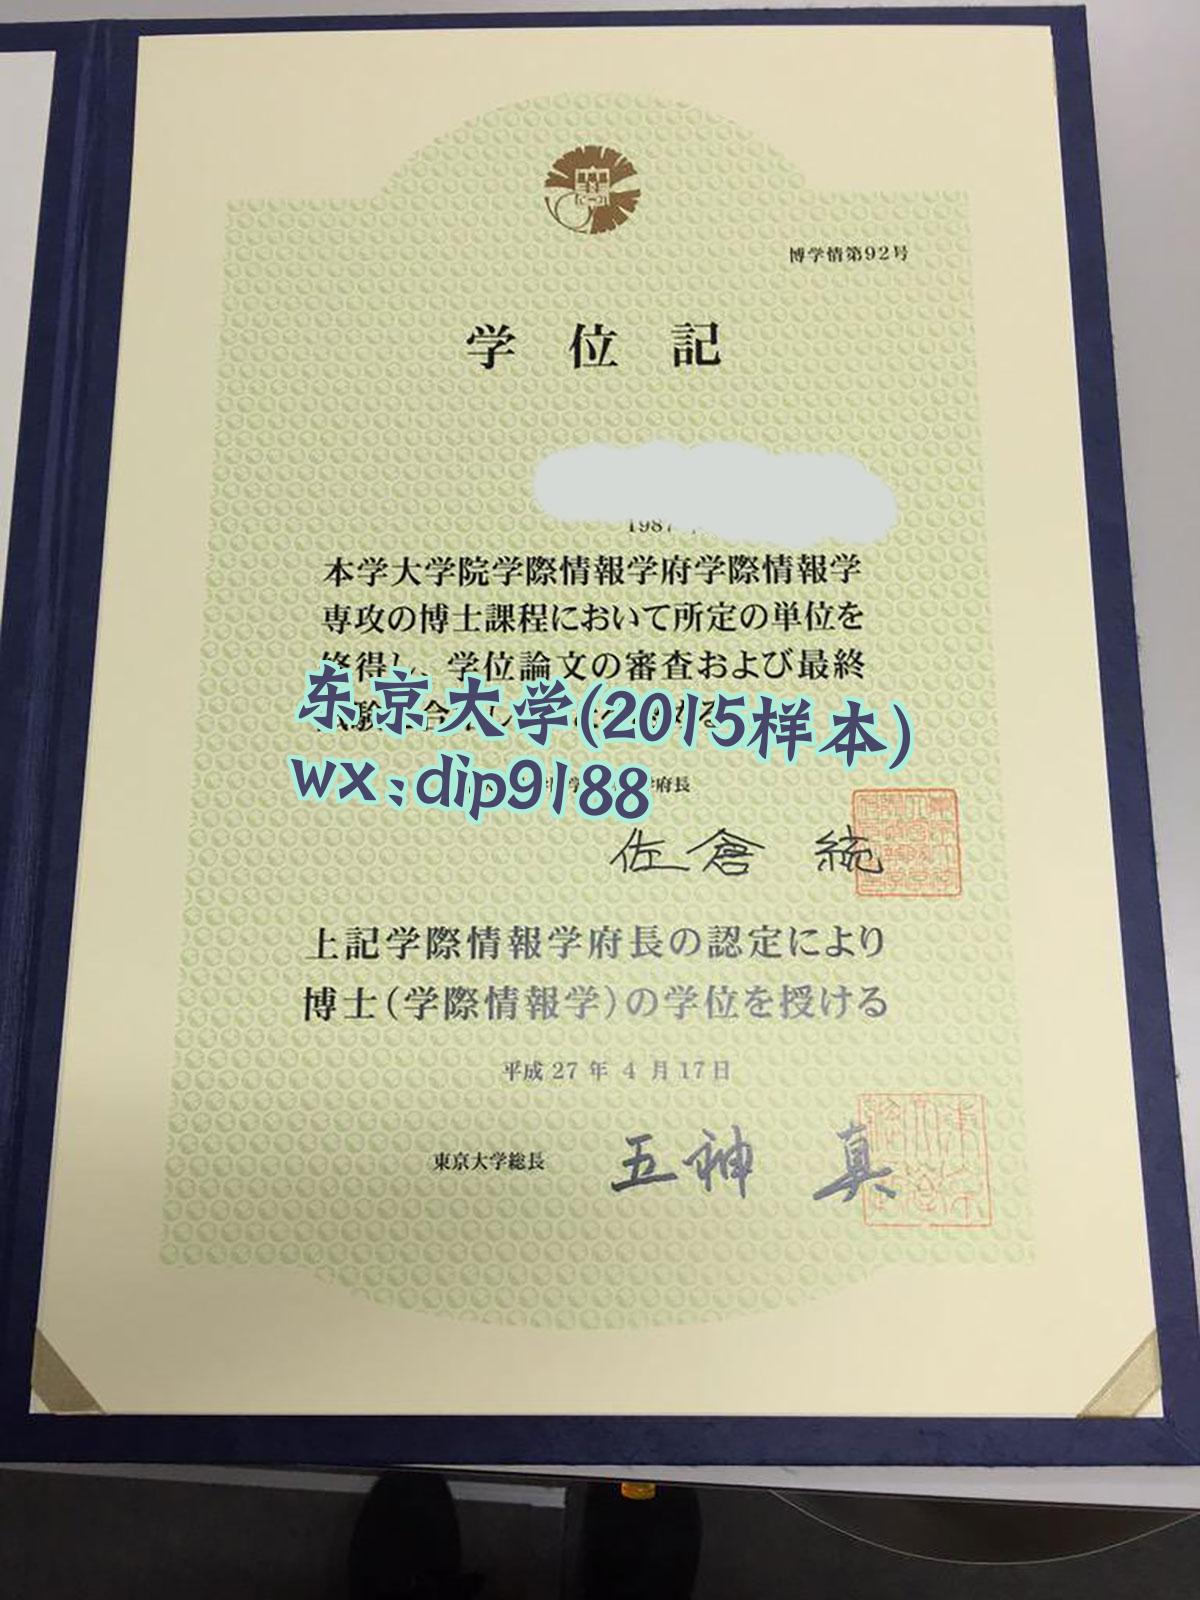 博学情第92号
学位記
1987
本学大学院学際情報学府学際情報学
専攻の博士課程において所定の単位を
修得し、学位論文の審査および最終
东京大学(2015样本)
wx:dip9188
府長
佐倉 統
上記学際情報学府長の認定により
博士(学際情報学)の学位を授ける
平成27年4月17日
東京大学総長
五神 真